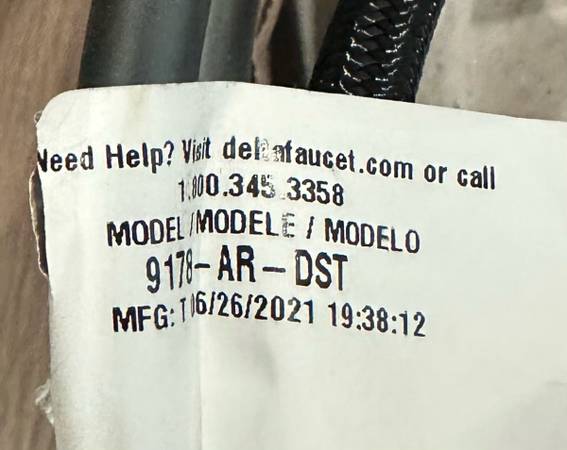 Need Help? Visit deltafaucet.com or call
1.800.345.3358
MODEL / MODELE / MODELO
9178-AR-DST
MFG: T 06/26/2021 19:38:12